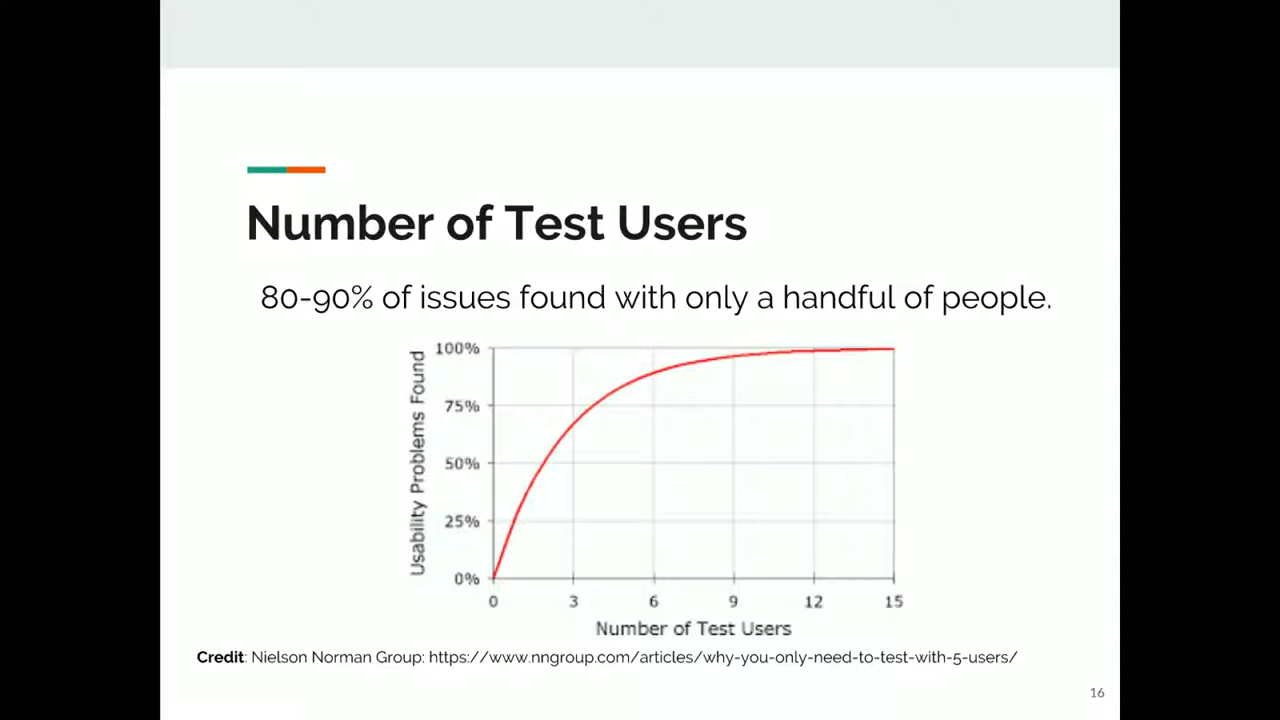 Number of Test Users
80-90% of issues found with only a handful of people.
Usability Problems Found
100%
75%
50%
25%
0%
0 3 6 9 12 15
Number of Test Users
Credit: Nielson Norman Group: https://www.nngroup.com/articles/why-you-only-need-to-test-with-5-users/
16